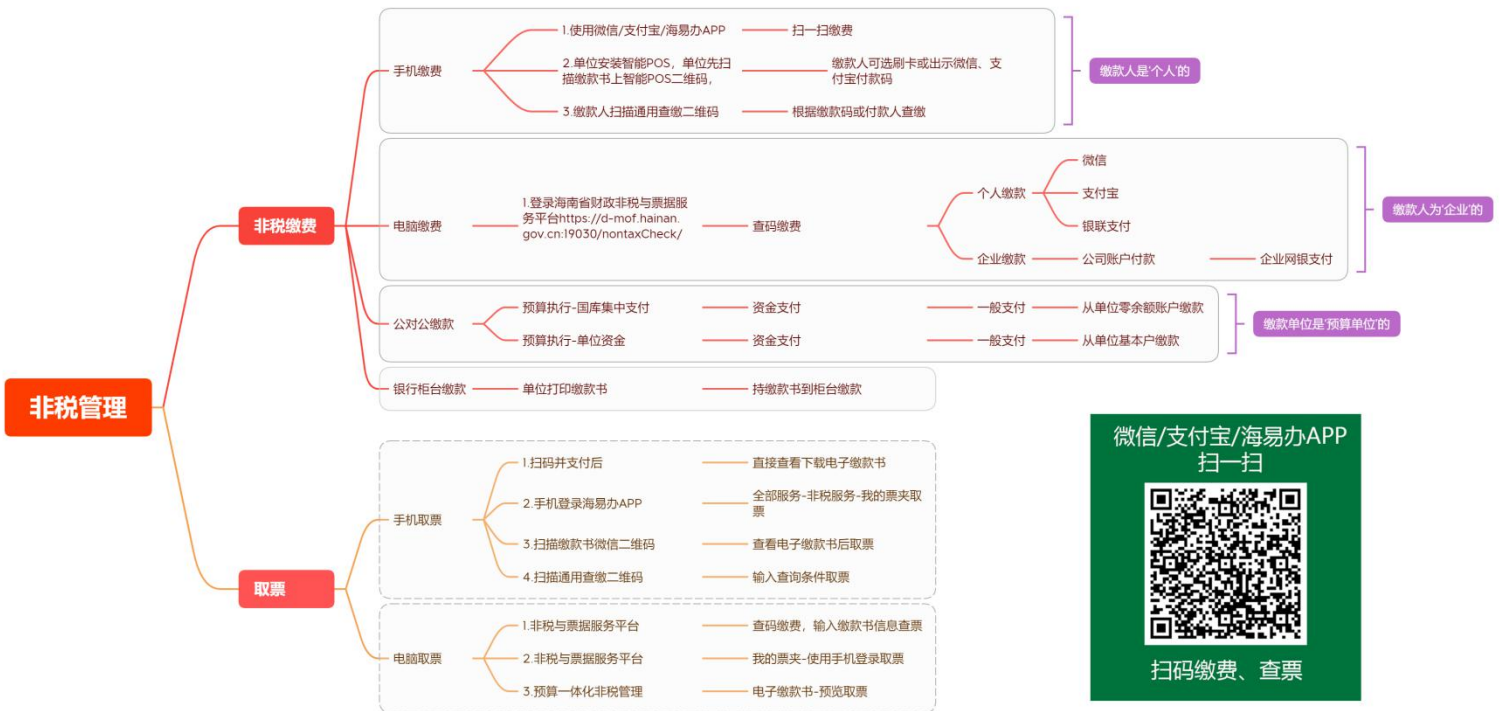 非税管理
非税缴费
手机缴费
1.使用微信/支付宝/海易办APP
扫一扫缴费
2.单位安装智能POS，单位先扫
描缴款书上智能POS二维码，
缴款人可选刷卡或出示微信、支
付宝付款码
3.缴款人扫描通用查缴二维码
根据缴款码或付款人查缴
缴款人是'个人'的
电脑缴费
1.登录海南省财政非税与票据服
务平台https://d-mof.hainan.
gov.cn:19030/nontaxCheck/
查码缴费
个人缴款
微信
支付宝
银联支付
企业缴款
公司账户付款
企业网银支付
缴款人为'企业'的
公对公缴款
预算执行-国库集中支付
资金支付
一般支付
从单位零余额账户缴款
预算执行-单位资金
资金支付
一般支付
从单位基本户缴款
缴款单位是'预算单位'的
银行柜台缴款
单位打印缴款书
持缴款书到柜台缴款
取票
手机取票
1.扫码并支付后
直接查看下载电子缴款书
2.手机登录海易办APP
全部服务-非税服务-我的票夹取
票
3.扫描缴款书微信二维码
查看电子缴款书后取票
4.扫描通用查缴二维码
输入查询条件取票
电脑取票
1.非税与票据服务平台
查码缴费，输入缴款书信息查票
2.非税与票据服务平台
我的票夹-使用手机登录取票
3.预算一体化非税管理
电子缴款书-预览取票
微信/支付宝/海易办APP
扫一扫
扫码缴费、查票